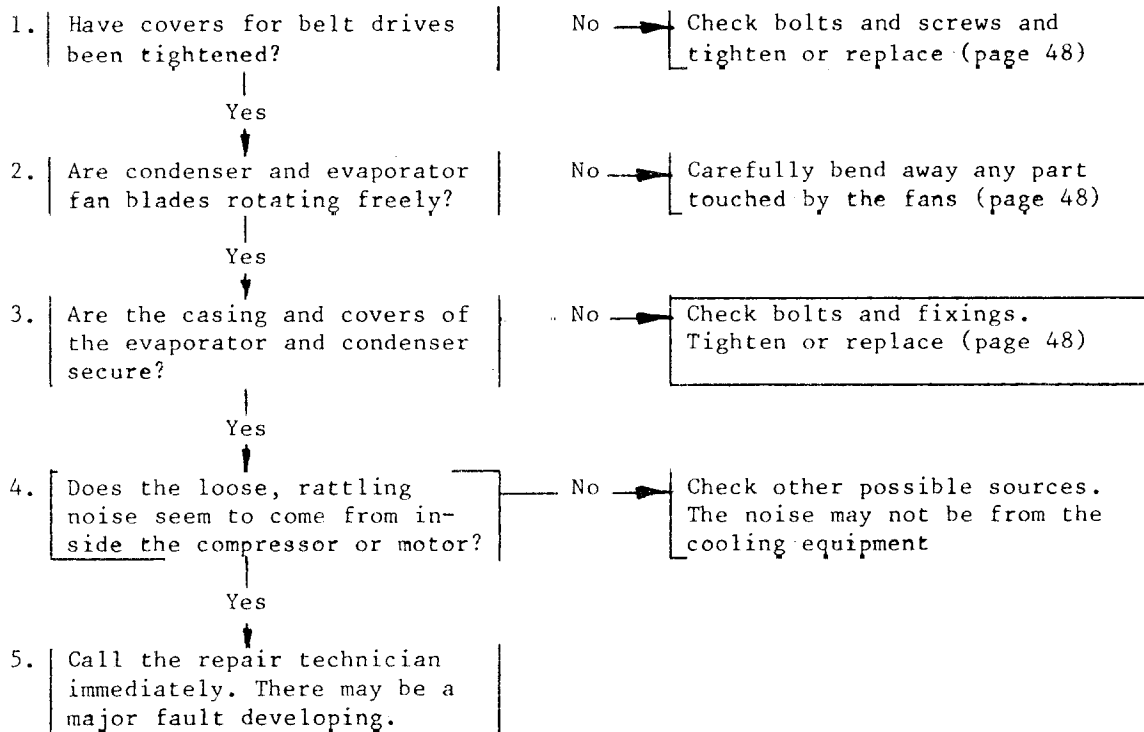 1. Have covers for belt drives
been tightened?
No
Check bolts and screws and
tighten or replace (page 48)
Yes
2. Are condenser and evaporator
fan blades rotating freely?
No
Carefully bend away any part
touched by the fans (page 48)
Yes
3. Are the casing and covers of
the evaporator and condenser
secure?
No
Check bolts and fixings.
Tighten or replace (page 48)
Yes
4. Does the loose, rattling
noise seem to come from in-
side the compressor or motor?
No
Check other possible sources.
The noise may not be from the
cooling equipment
Yes
5. Call the repair technician
immediately. There may be a
major fault developing.